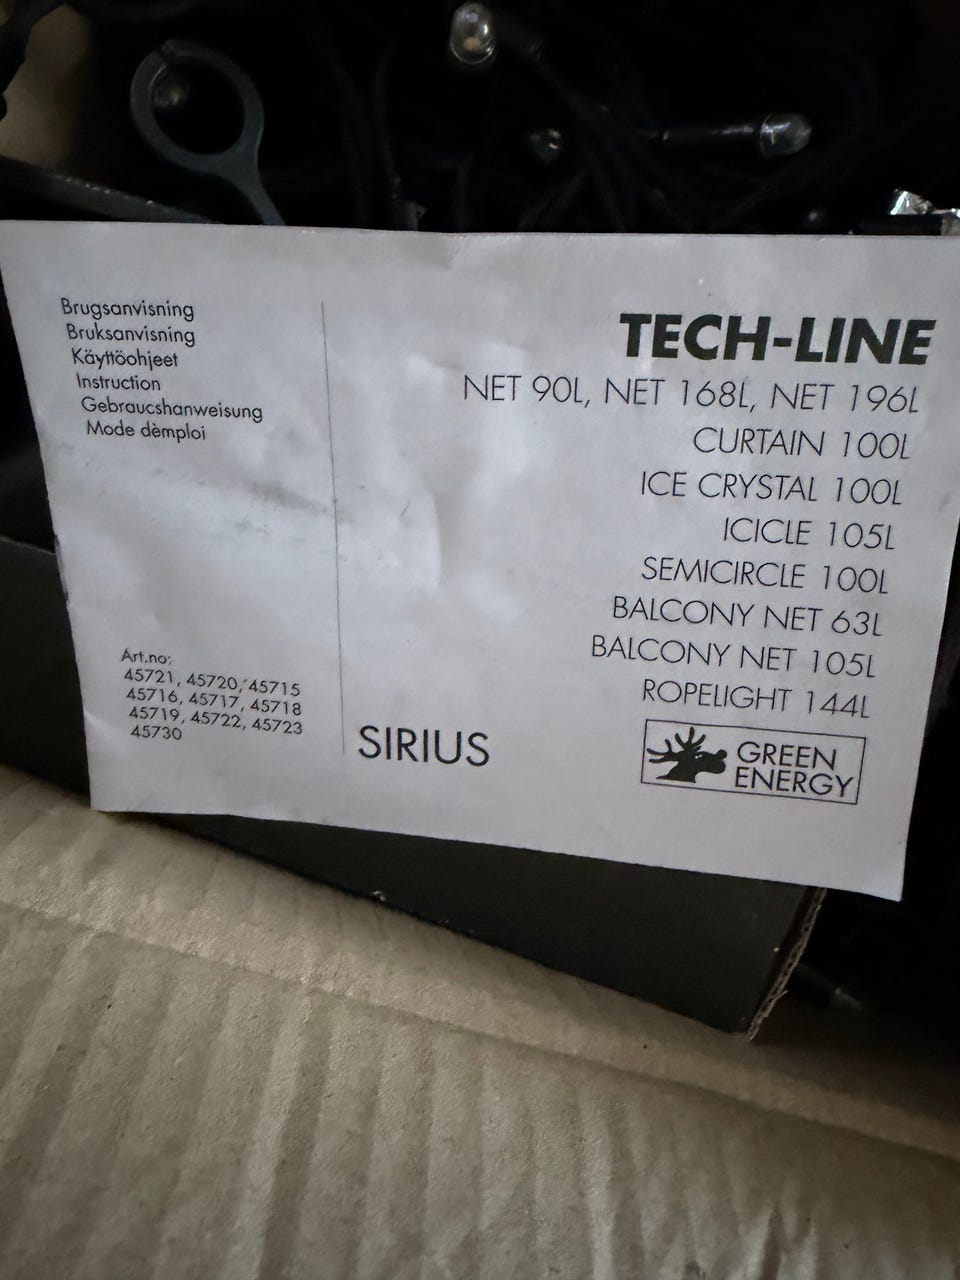 Brugsanvisning
Bruksanvisning
Käyttöohjeet
Instruction
Gebraucshanweisung
Mode dèmploi
Art.no:
45721, 45720, 45715
45716, 45717, 45718
45719, 45722, 45723
45730
TECH-LINE
NET 90L, NET 168L, NET 196L
CURTAIN 100L
ICE CRYSTAL 100L
ICICLE 105L
SEMICIRCLE 100L
BALCONY NET 63L
BALCONY NET 105L
ROPELIGHT 144L
SIRIUS
GREEN
ENERGY